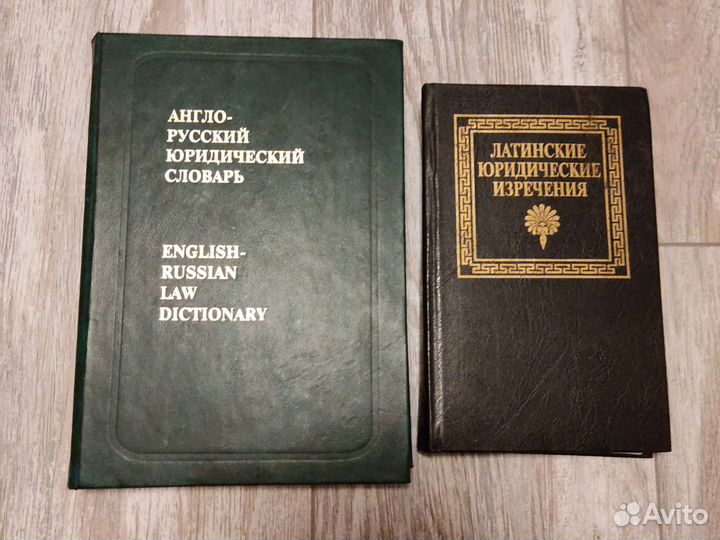 АНГЛО-
РУССКИЙ
ЮРИДИЧЕСКИЙ
СЛОВАРЬ
ENGLISH-
RUSSIAN
LAW
DICTIONARY
ЛАТИНСКИЕ
ЮРИДИЧЕСКИЕ
ИЗРЕЧЕНИЯ
Avito